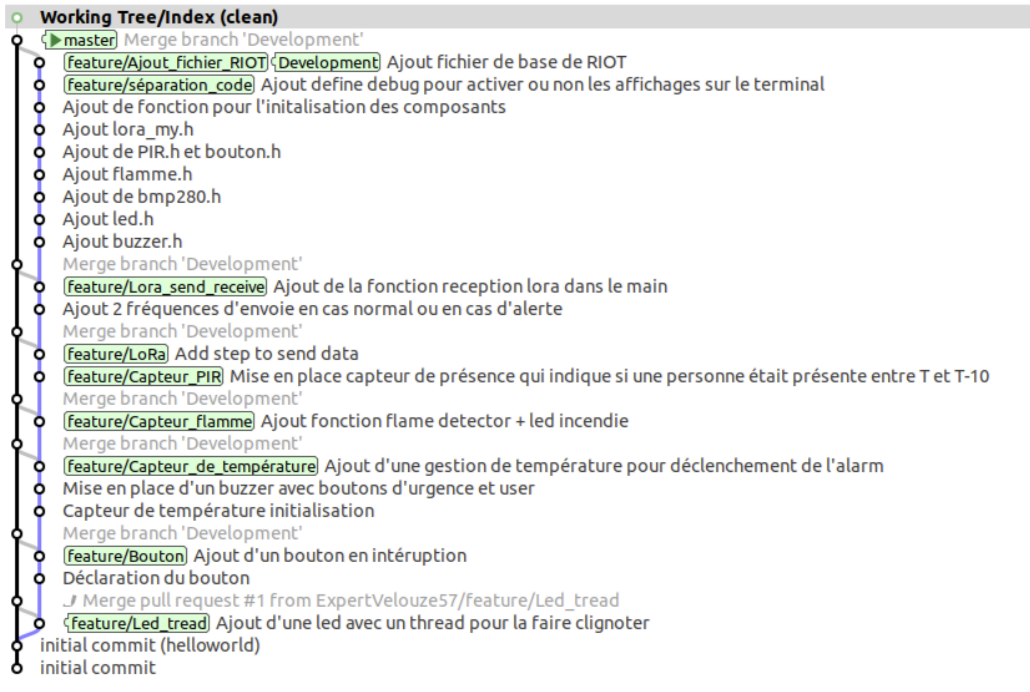 Working Tree/Index (clean)
master Merge branch 'Development'
feature/Ajout_fichier_RIOT Development Ajout fichier de base de RIOT
feature/séparation_code Ajout define debug pour activer ou non les affichages sur le terminal
Ajout de fonction pour l'initalisation des composants
Ajout lora_my.h
Ajout de PIR.h et bouton.h
Ajout flamme.h
Ajout de bmp280.h
Ajout led.h
Ajout buzzer.h
Merge branch 'Development'
feature/Lora_send_receive Ajout de la fonction reception lora dans le main
Ajout 2 fréquences d'envoie en cas normal ou en cas d'alerte
Merge branch 'Development'
feature/LoRa Add step to send data
feature/Capteur_PIR Mise en place capteur de présence qui indique si une personne était présente entre T et T-10
Merge branch 'Development'
feature/Capteur_flamme Ajout fonction flame detector + led incendie
Merge branch 'Development'
feature/Capteur_de_température Ajout d'une gestion de température pour déclenchement de l'alarm
Mise en place d'un buzzer avec boutons d'urgence et user
Capteur de température initialisation
Merge branch 'Development'
feature/Bouton Ajout d'un bouton en intéruption
Déclaration du bouton
Merge pull request #1 from ExpertVelouze57/feature/Led_tread
feature/Led_tread Ajout d'une led avec un thread pour la faire clignoter
initial commit (helloworld)
initial commit